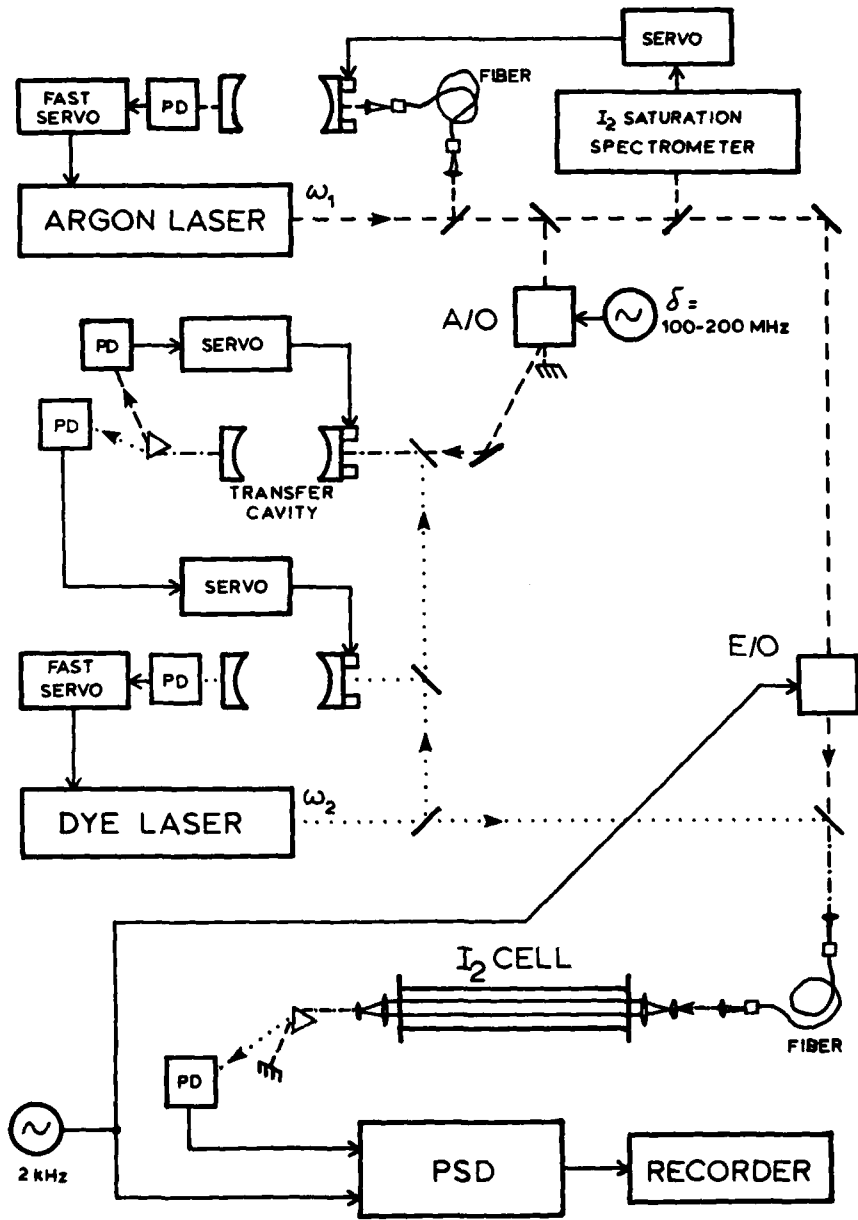 SERVO
FIBER
FAST
SERVO
PD
I₂ SATURATION
SPECTROMETER
ARGON LASER
ω₁
A/O
δ =
100-200 MHz
PD
SERVO
PD
TRANSFER
CAVITY
SERVO
FAST
SERVO
PD
E/O
DYE LASER
ω₂
I₂ CELL
FIBER
PD
2 kHz
PSD
RECORDER